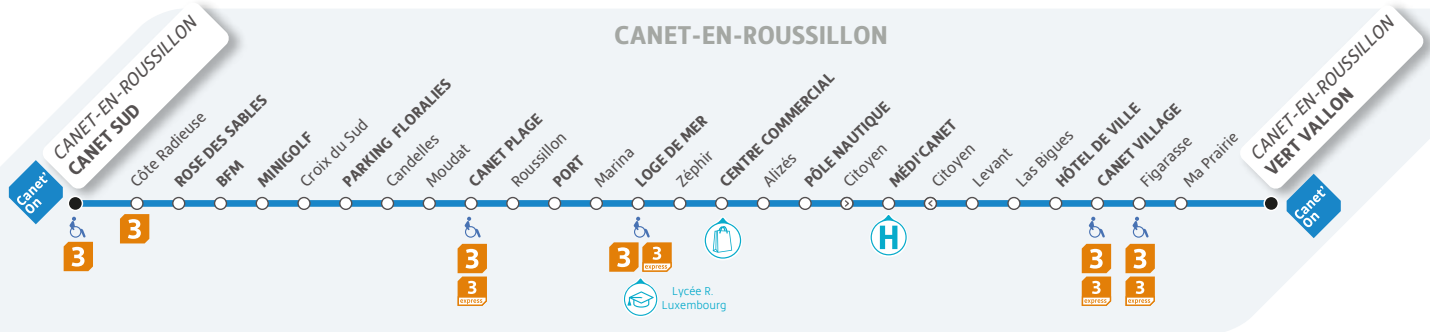 CANET-EN-ROUSSILLON
CANET-EN-ROUSSILLON
CANET SUD
Côte Radieuse
ROSE DES SABLES
BFM
MINIGOLF
Croix du Sud
PARKING FLORALIES
Candelles
Moudat
CANET PLAGE
Roussillon
PORT
Marina
LOGE DE MER
Zéphir
CENTRE COMMERCIAL
Alizés
PÔLE NAUTIQUE
Citoyen
MÉDI'CANET
Citoyen
Levant
Las Bigues
HÔTEL DE VILLE
CANET VILLAGE
Figarasse
Ma Prairie
CANET-EN-ROUSSILLON
VERT VALLON
Canet'
On
Canet'
On
3
3
3
3
express
3
3
express
H
3
3
express
3
3
express
Lycée R.
Luxembourg